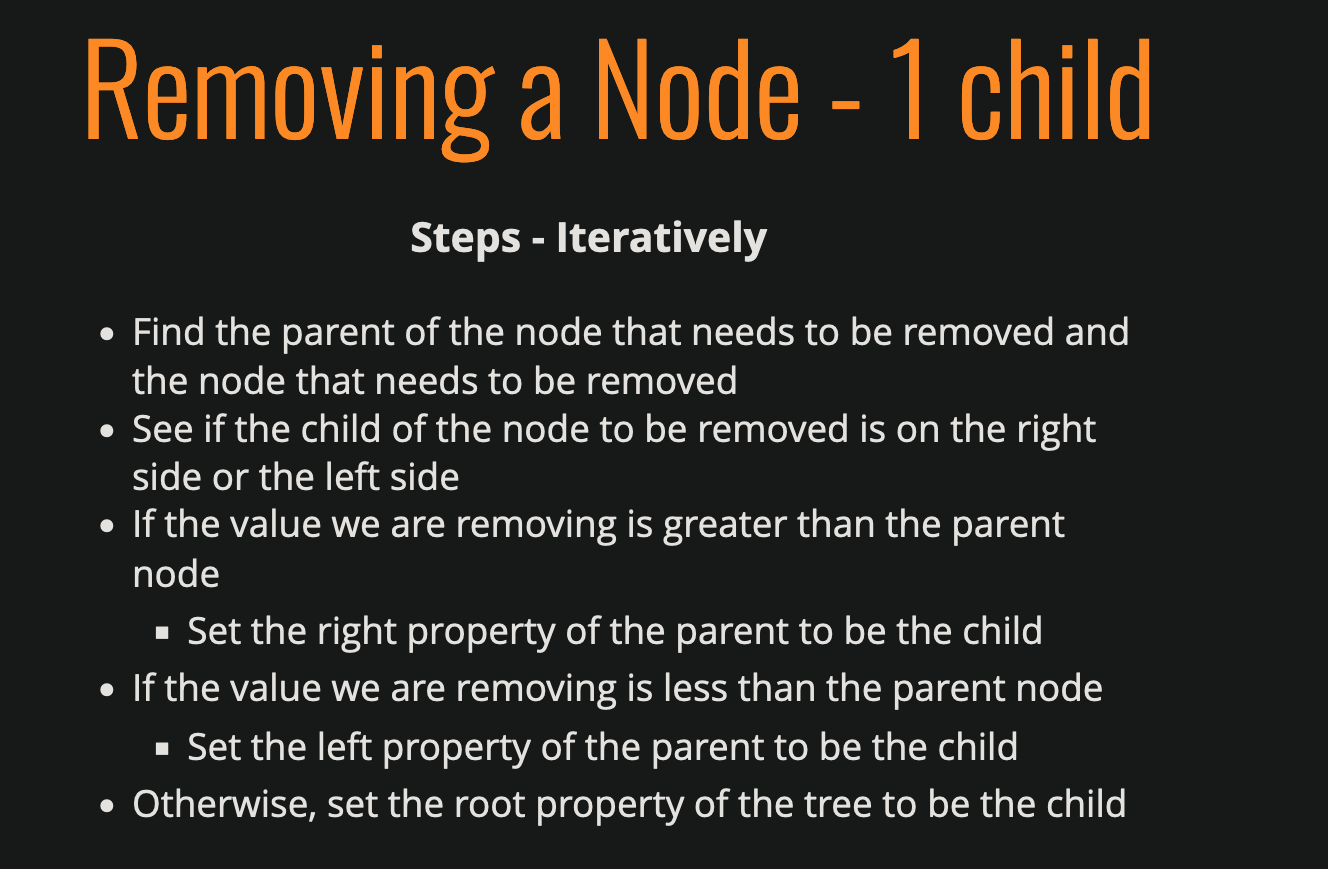 Removing a Node - 1 child
Steps - Iteratively
• Find the parent of the node that needs to be removed and
the node that needs to be removed
• See if the child of the node to be removed is on the right
side or the left side
• If the value we are removing is greater than the parent
node
▪ Set the right property of the parent to be the child
• If the value we are removing is less than the parent node
▪ Set the left property of the parent to be the child
• Otherwise, set the root property of the tree to be the child